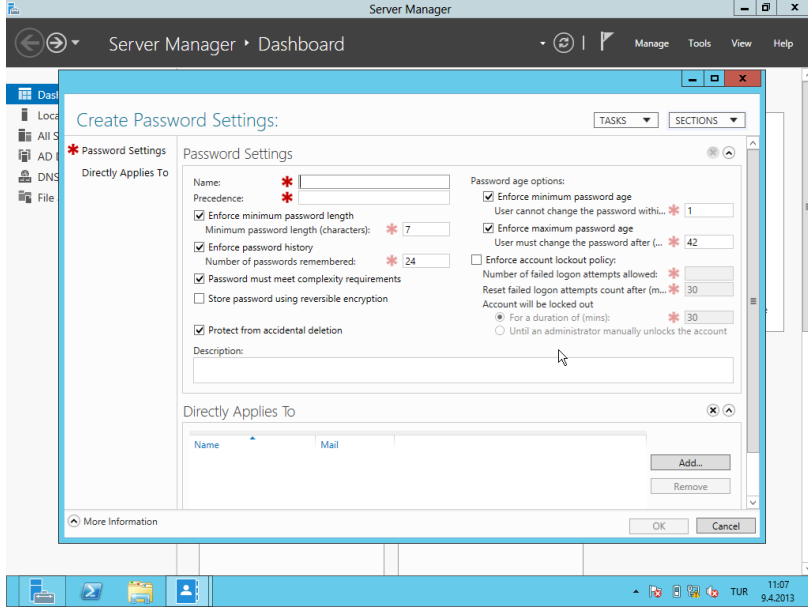 Server Manager
Server Manager • Dashboard
Manage Tools View Help
Dash
Loca
All S
AD
DNS
File
Create Password Settings:
TASKS
SECTIONS
Password Settings
Directly Applies To
Password Settings
Name:
Precedence:
Enforce minimum password length
Minimum password length (characters): 7
Enforce password history
Number of passwords remembered: 24
Password must meet complexity requirements
Store password using reversible encryption
Protect from accidental deletion
Password age options:
Enforce minimum password age
User cannot change the password withi... 1
Enforce maximum password age
User must change the password after (... 42
Enforce account lockout policy:
Number of failed logon attempts allowed:
Reset failed logon attempts count after (m... 30
Account will be locked out
For a duration of (mins): 30
Until an administrator manually unlocks the account
Description:
Directly Applies To
Name Mail
Add...
Remove
More Information
OK Cancel
TUR
11:07
9.4.2013